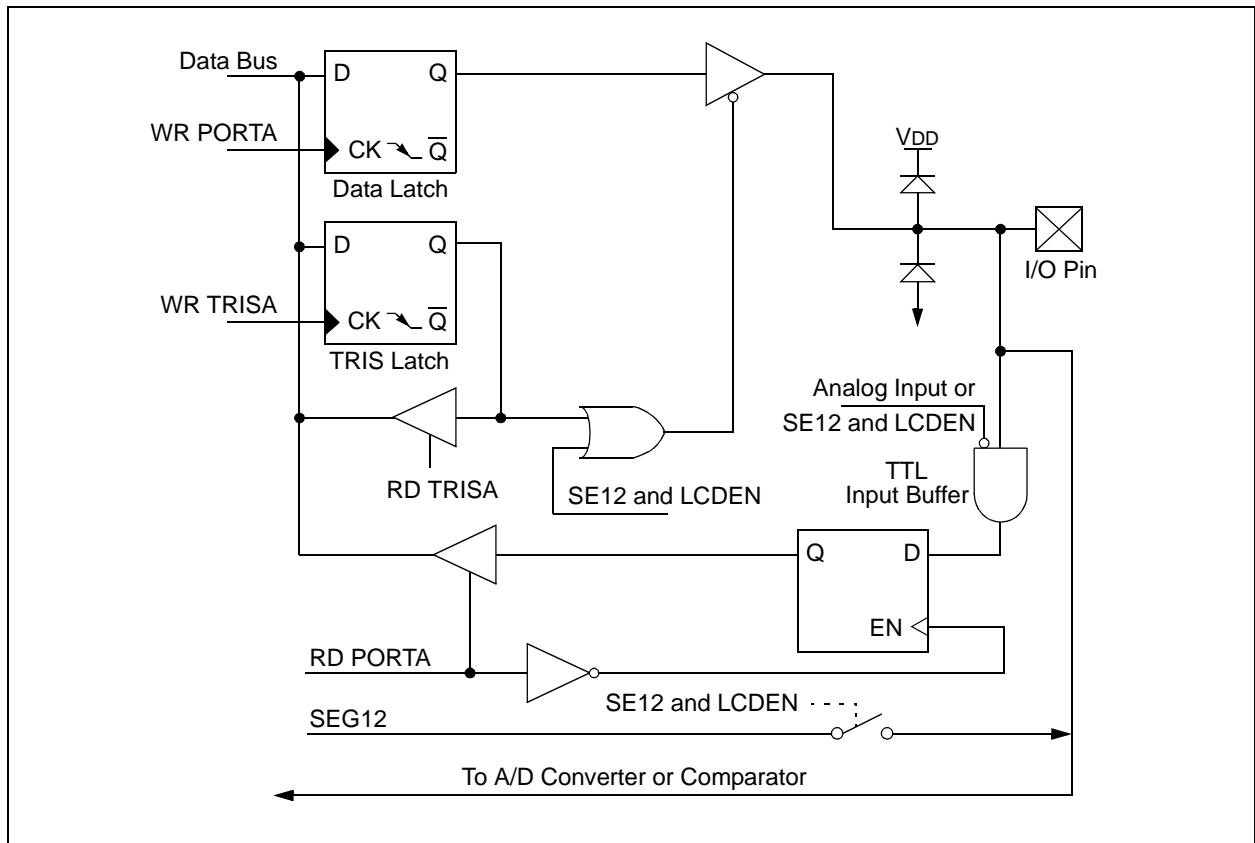 Data Bus
D Q
WR PORTA
CK Q
Data Latch
VDD
D Q
I/O Pin
WR TRISA
CK Q
TRIS Latch
Analog Input or
SE12 and LCDEN
TTL
Input Buffer
RD TRISA
SE12 and LCDEN
Q D
EN
RD PORTA
SE12 and LCDEN
SEG12
To A/D Converter or Comparator